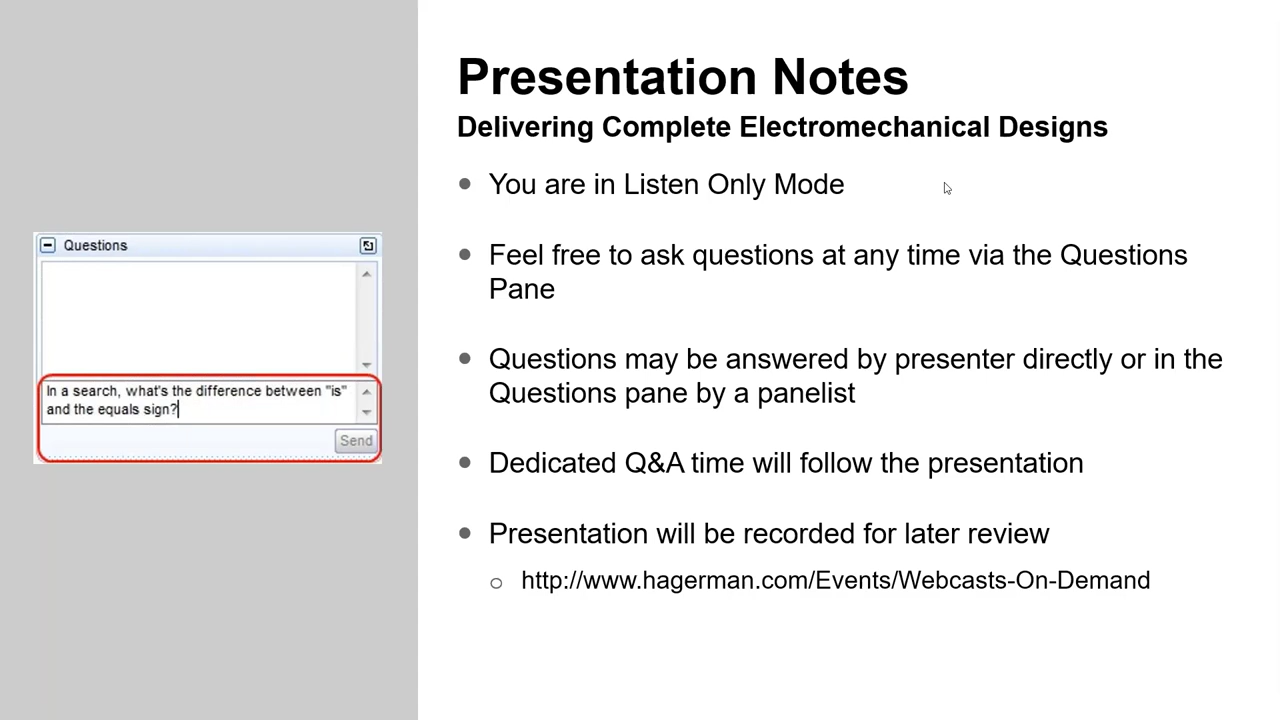 Presentation Notes
Delivering Complete Electromechanical Designs
You are in Listen Only Mode
Feel free to ask questions at any time via the Questions
Pane
Questions may be answered by presenter directly or in the
Questions pane by a panelist
Dedicated Q&A time will follow the presentation
Presentation will be recorded for later review
http://www.hagerman.com/Events/Webcasts-On-Demand
Questions
In a search, what's the difference between "is"
and the equals sign?
Send